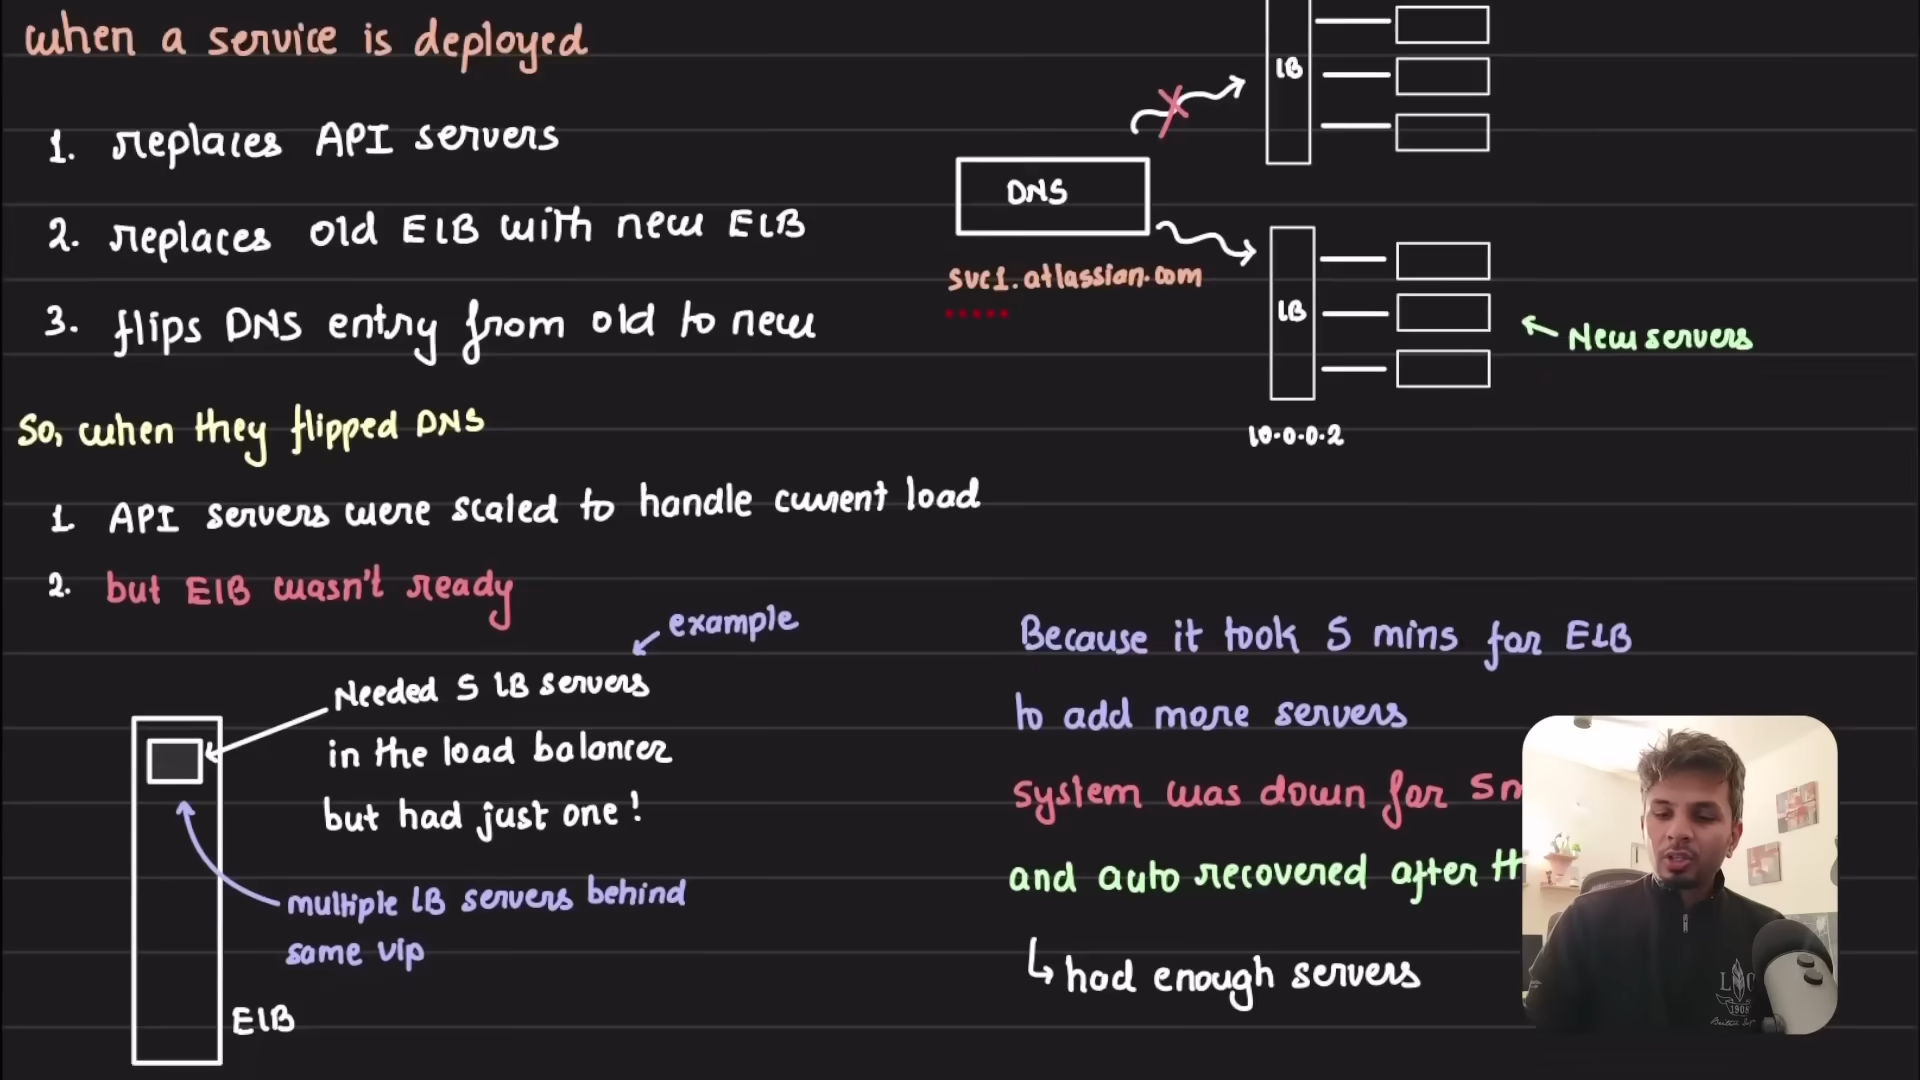 when a service is deployed
1. replaces API servers
2. replaces old ELB with new ELB
3. flips DNS entry from old to new
LB
DNS
svc1.atlassian.com
LB
New servers
10.0.0.2
So, when they flipped DNS
1 API servers were scaled to handle current load
2. but ELB wasn't ready
example
Needed 5 LB servers
in the load balancer
but had just one!
multiple LB servers behind
same vip
ELB
Because it took 5 mins for ELB
to add more servers
system was down for 5
and auto recovered after
had enough servers
1908